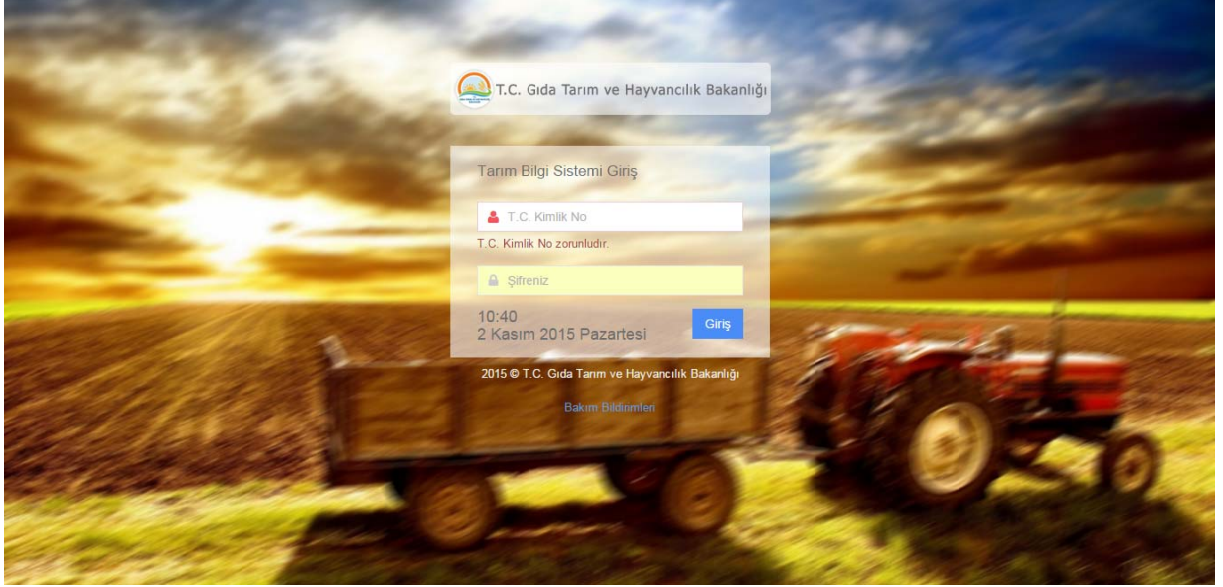 T.C. Gıda Tarım ve Hayvancılık Bakanlığı
Tarım Bilgi Sistemi Giriş
T.C. Kimlik No
T.C. Kimlik No zorunludır.
Şifreniz
10:40
2 Kasım 2015 Pazartesi
Giriş
2015 © T.C. Gıda Tarım ve Hayvancılık Bakanlığı
Bakım Bildirimleri